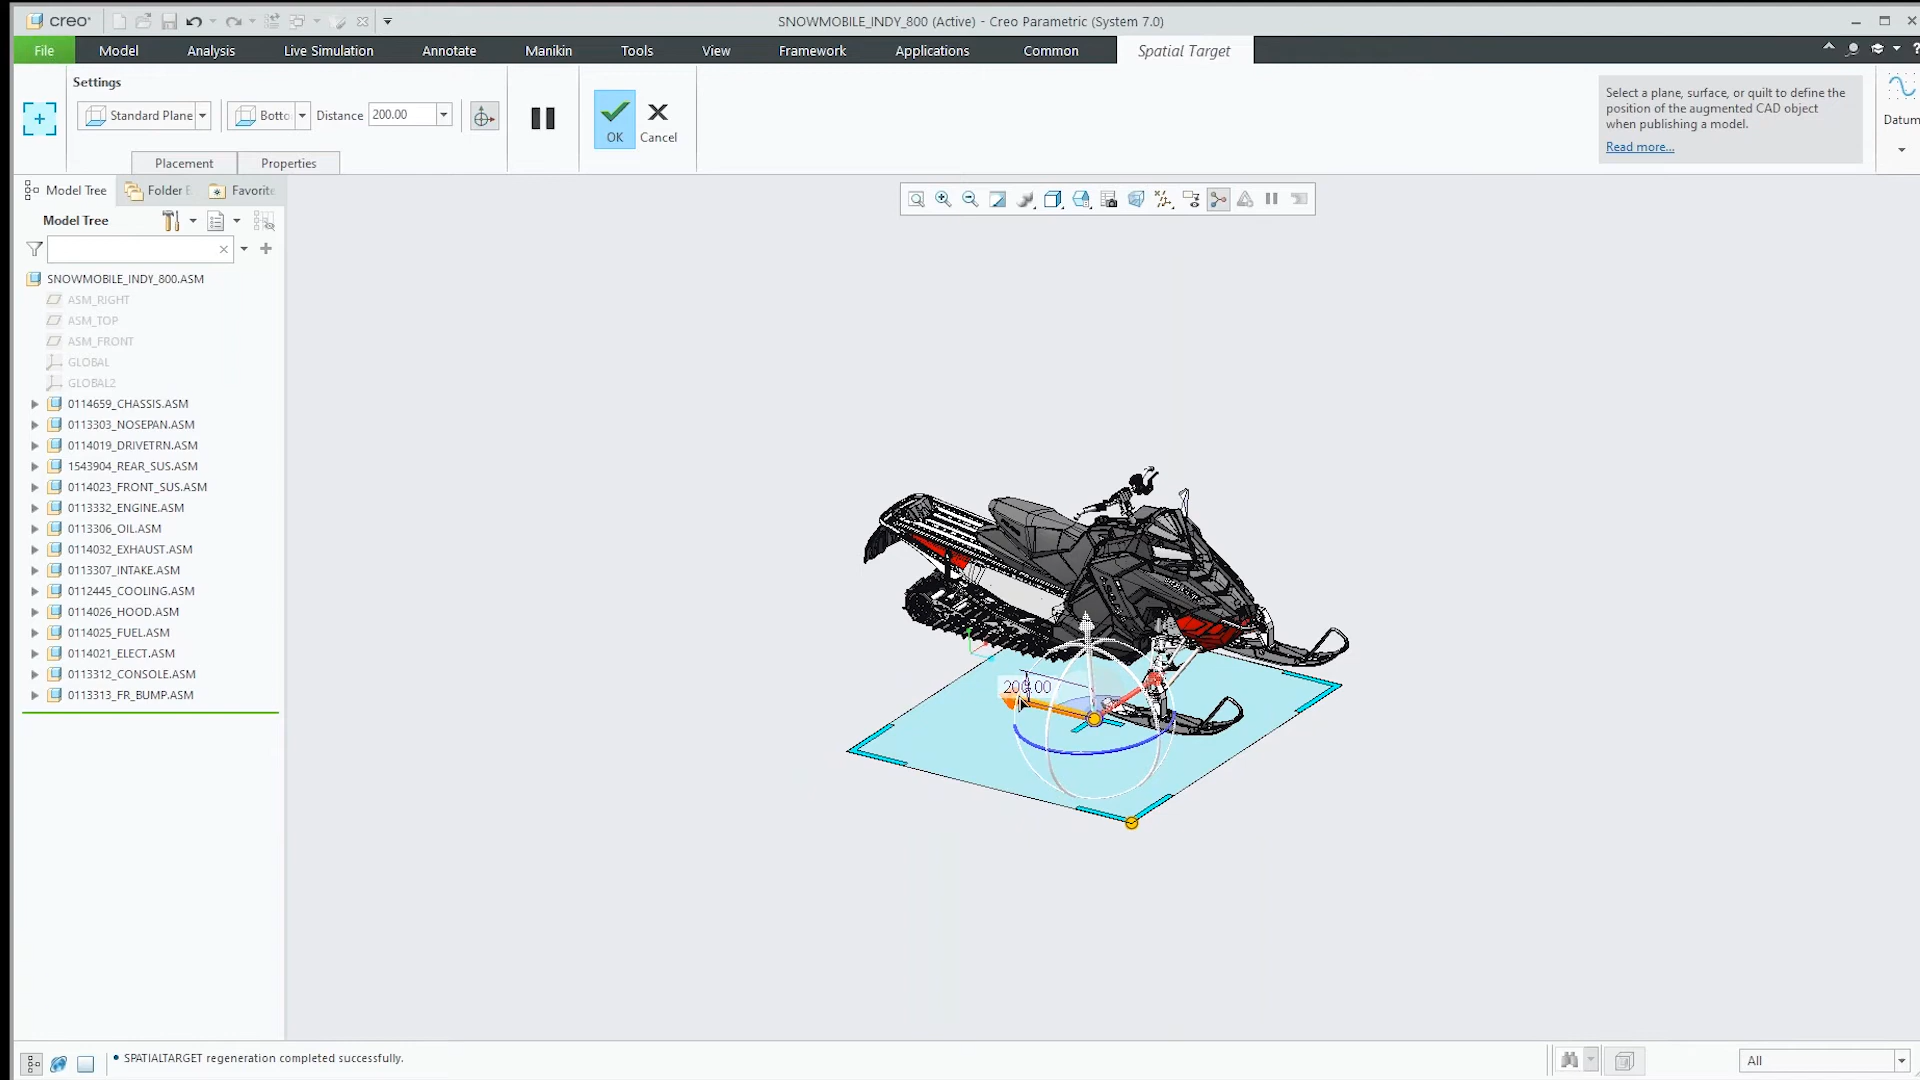 creo
SNOWMOBILE_INDY_800 (Active) - Creo Parametric (System 7.0)
File
Model
Analysis
Live Simulation
Annotate
Manikin
Tools
View
Framework
Applications
Common
Spatial Target
Settings
Standard Plane
Botto
Distance
200.00
OK
Cancel
Placement
Properties
Select a plane, surface, or quilt to define the
position of the augmented CAD object
when publishing a model.
Read more...
Datum
Model Tree
Folder B
Favorite
Model Tree
SNOWMOBILE_INDY_800.ASM
ASM_RIGHT
ASM_TOP
ASM_FRONT
GLOBAL
GLOBAL2
0114659_CHASSIS.ASM
0113303_NOSEPAN.ASM
0114019_DRIVETRN.ASM
1543904_REAR_SUS.ASM
0114023_FRONT_SUS.ASM
0113332_ENGINE.ASM
0113306_OIL.ASM
0114032_EXHAUST.ASM
0113307_INTAKE.ASM
0112445_COOLING.ASM
0114026_HOOD.ASM
0114025_FUEL.ASM
0114021_ELECT.ASM
0113312_CONSOLE.ASM
0113313_FR_BUMP.ASM
200.00
SPATIALTARGET regeneration completed successfully.
All